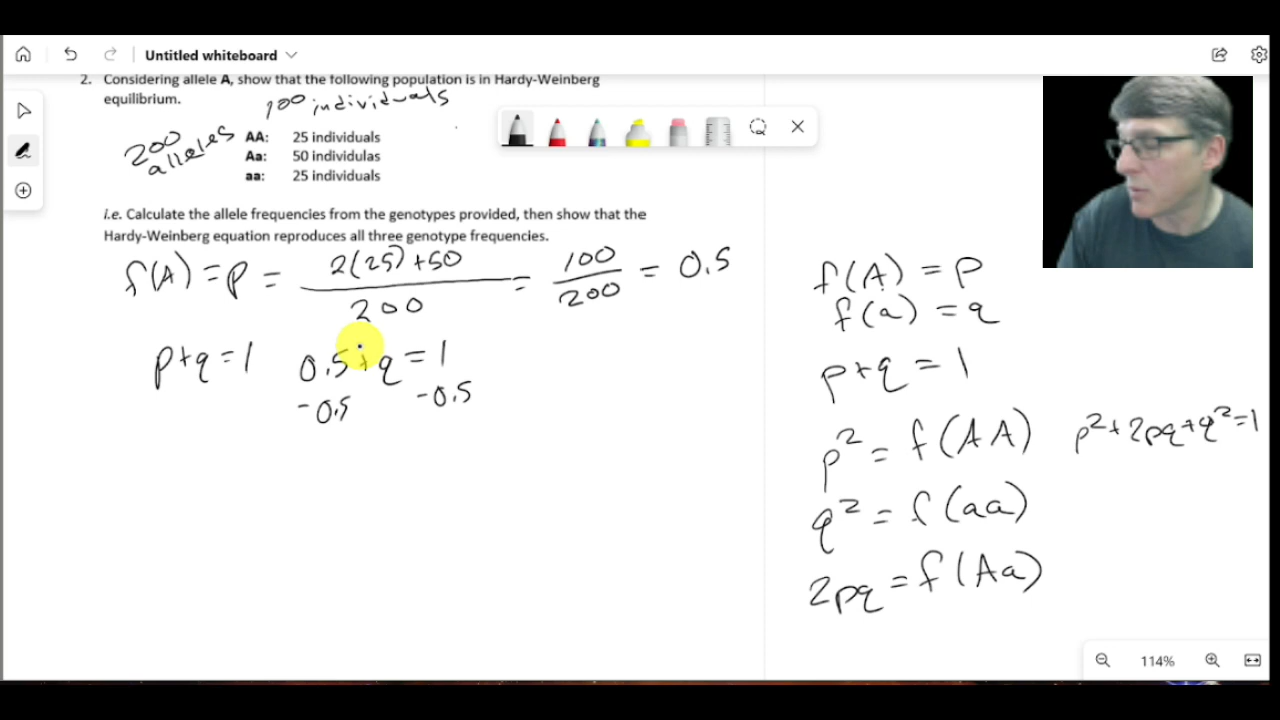 Untitled whiteboard
2. Considering allele A, show that the following population is in Hardy-Weinberg
equilibrium.
100 individuals
200
alleles
AA: 25 individuals
Aa: 50 individulas
aa: 25 individuals
i.e. Calculate the allele frequencies from the genotypes provided, then show that the
Hardy-Weinberg equation reproduces all three genotype frequencies.
f(A) = p = 2(25)+50 / 200 = 100 / 200 = 0.5
p+q=1 0.5+q=1
-0.5 -0.5
f(A) = p
f(a) = q
p+q = 1
p² = f(AA) p²+2pq+q²=1
q² = f(aa)
2pq = f(Aa)
114%